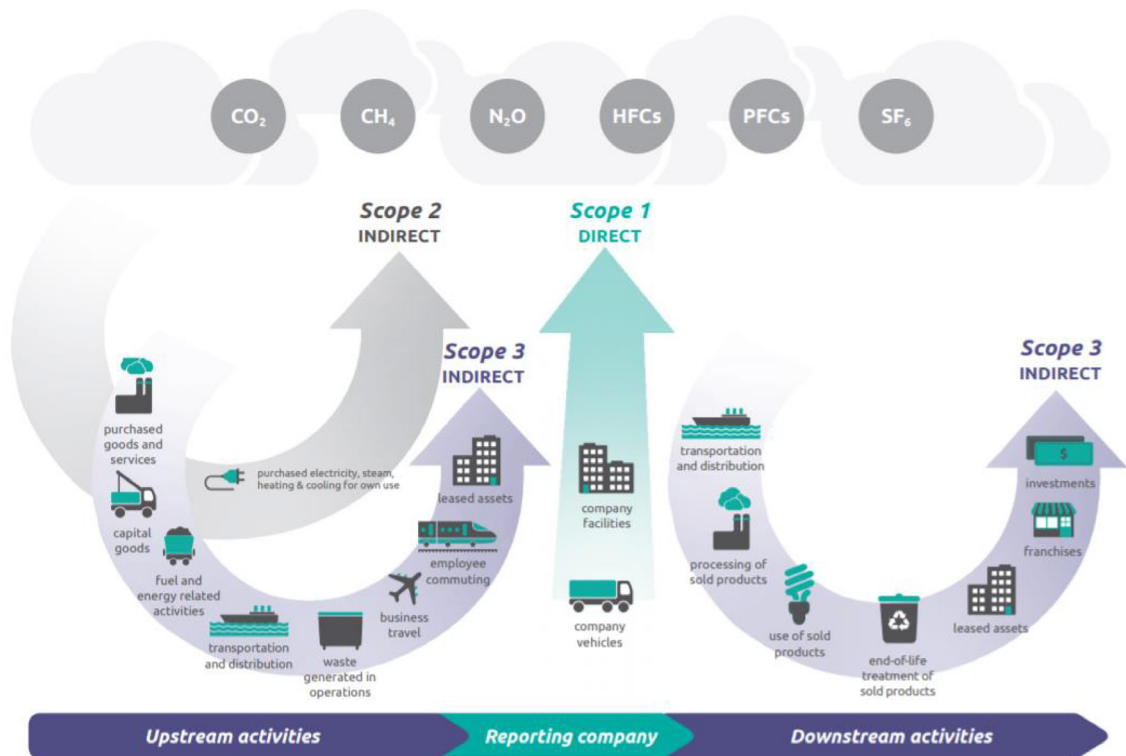 CO₂
CH₄
N₂O
HFCs
PFCs
SF₆
Scope 2
INDIRECT
Scope 1
DIRECT
Scope 3
INDIRECT
Scope 3
INDIRECT
purchased
goods and
services
capital
goods
fuel and
energy related
activities
purchased electricity, steam,
heating & cooling for own use
transportation
and distribution
waste
generated in
operations
business
travel
employee
commuting
leased assets
company
facilities
company
vehicles
transportation
and distribution
processing of
sold products
use of sold
products
end-of-life
treatment of
sold products
leased assets
franchises
$
investments
Upstream activities
Reporting company
Downstream activities